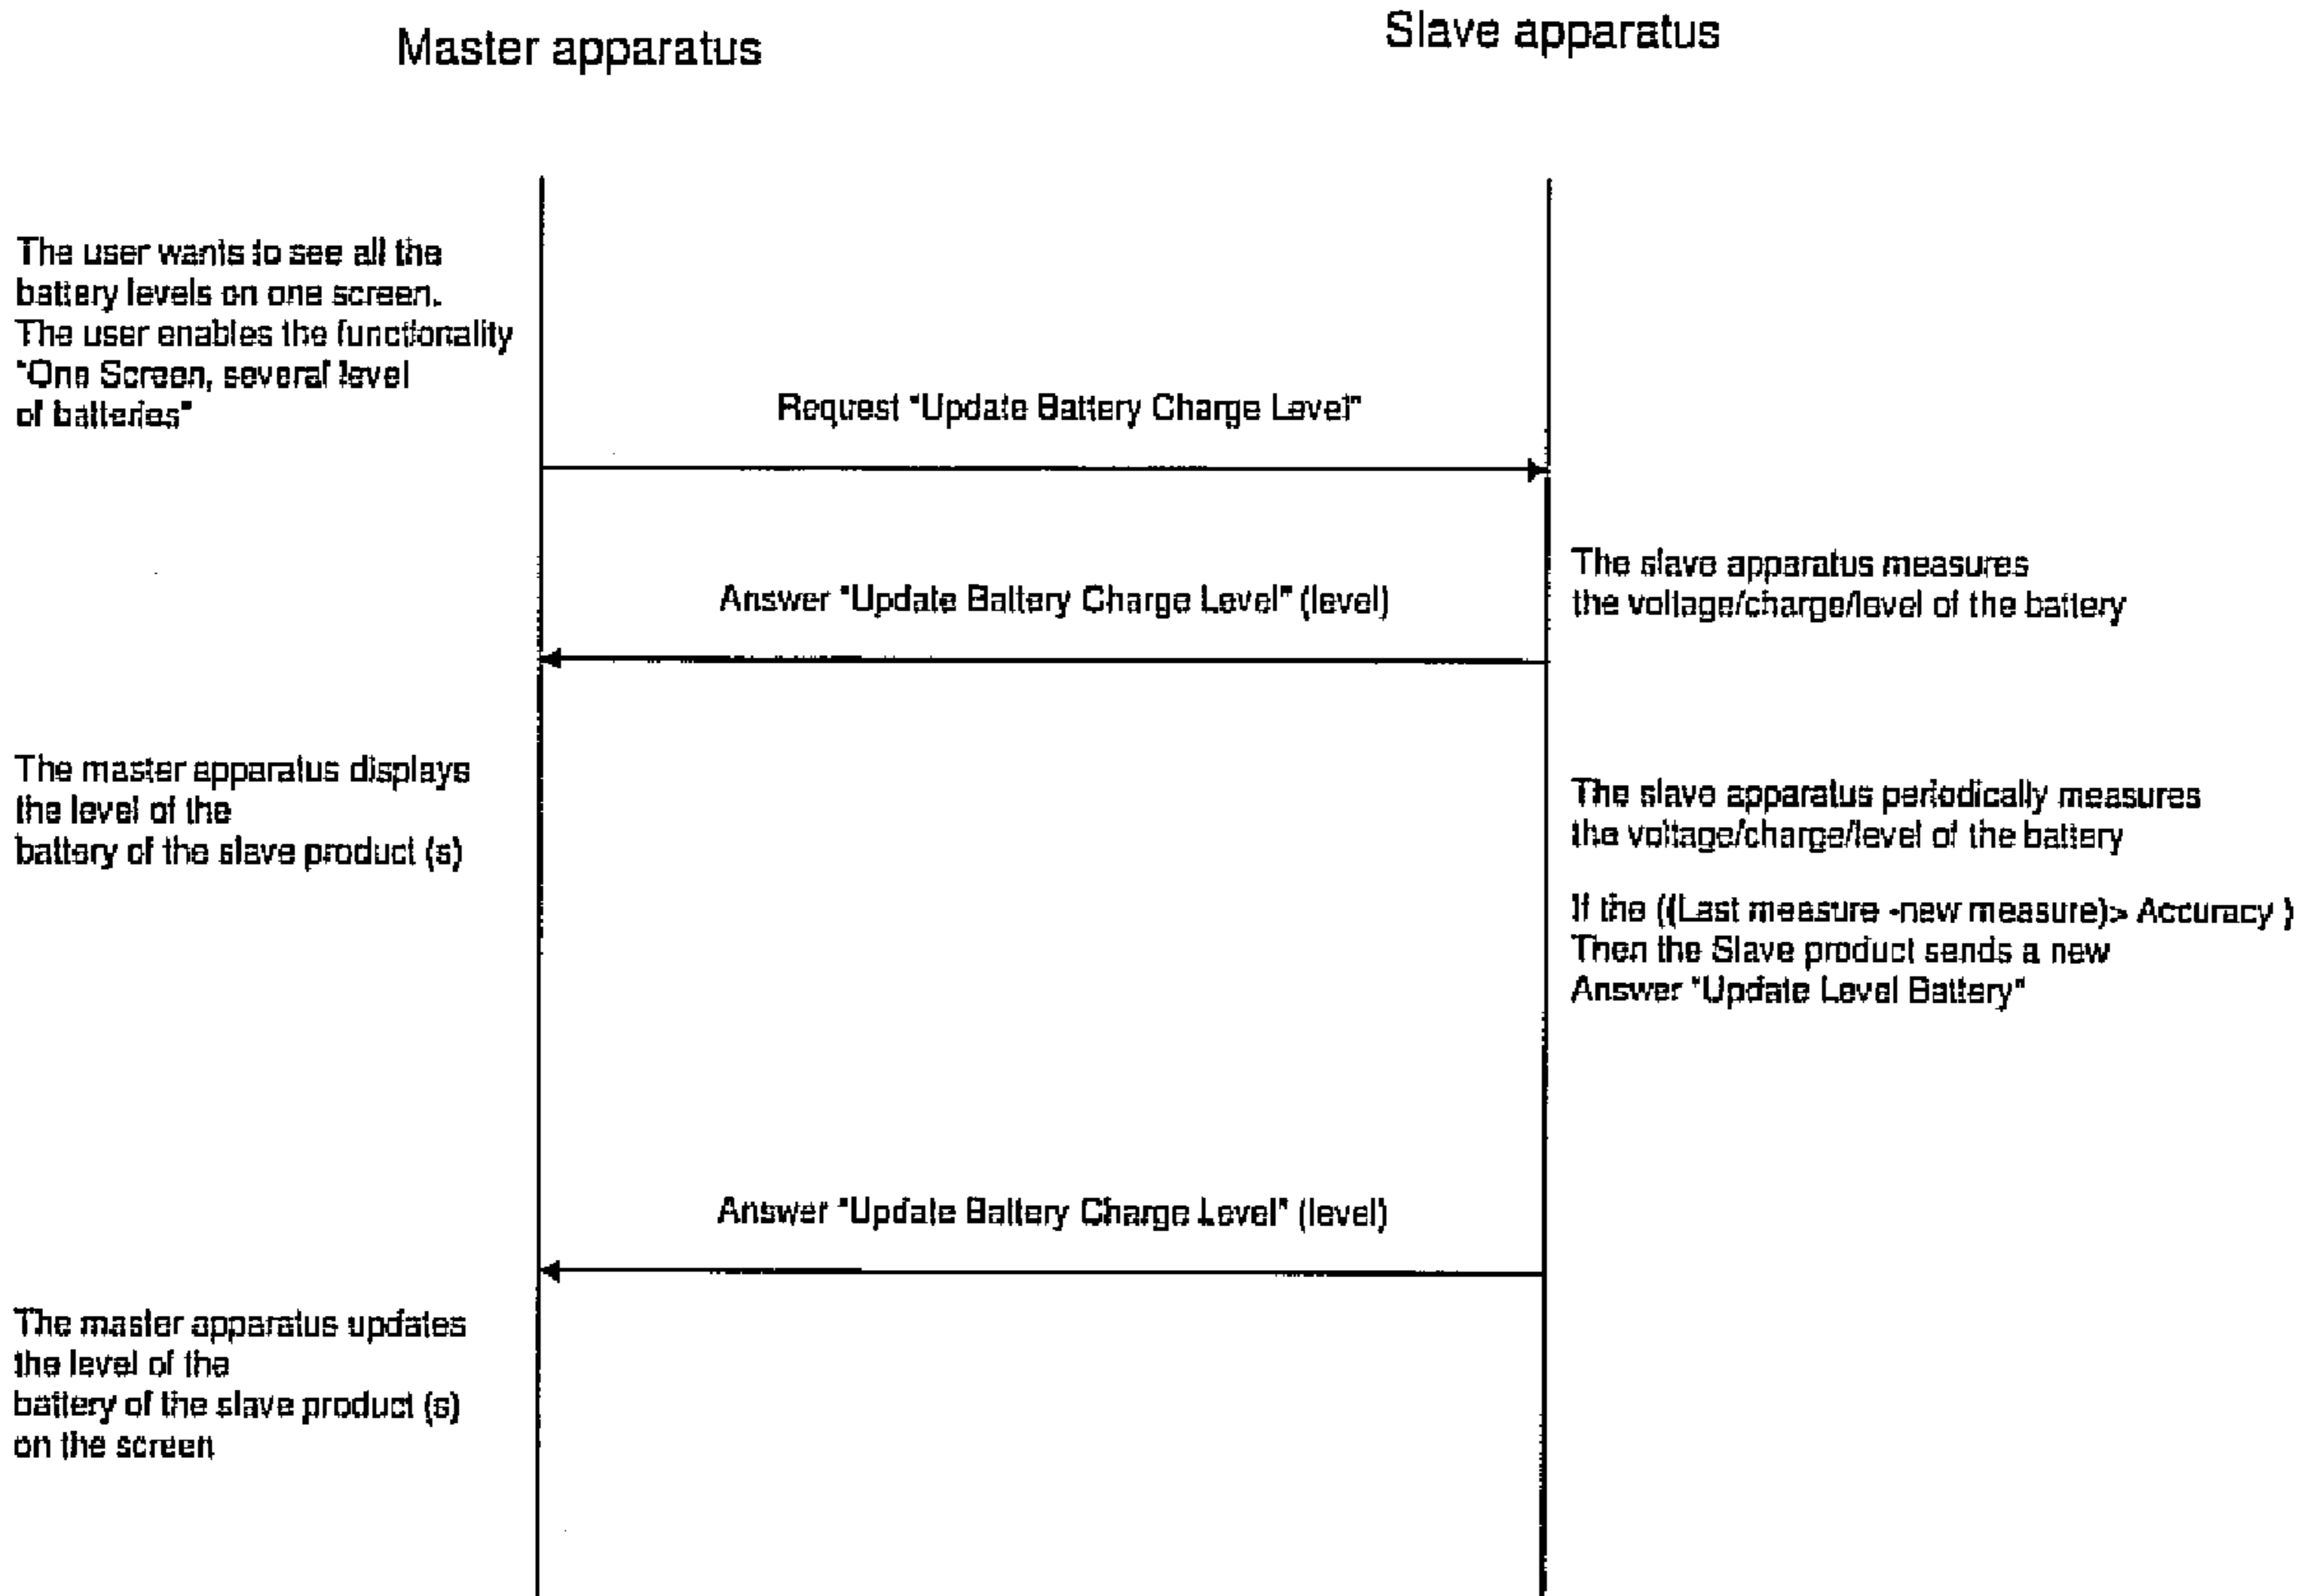 Master apparatus
Slave apparatus
The user wants to see all the
battery levels on one screen.
The user enables the functionality
"One Screen, several level
of batteries"
Request "Update Battery Charge Level"
The slave apparatus measures
the voltage/charge/level of the battery
Answer "Update Battery Charge Level" (level)
The master apparatus displays
the level of the
battery of the slave product (s)
The slave apparatus periodically measures
the voltage/charge/level of the battery
If the ((Last measure -new measure)> Accuracy )
Then the Slave product sends a new
Answer "Update Level Battery"
Answer "Update Battery Charge Level" (level)
The master apparatus updates
the level of the
battery of the slave product (s)
on the screen